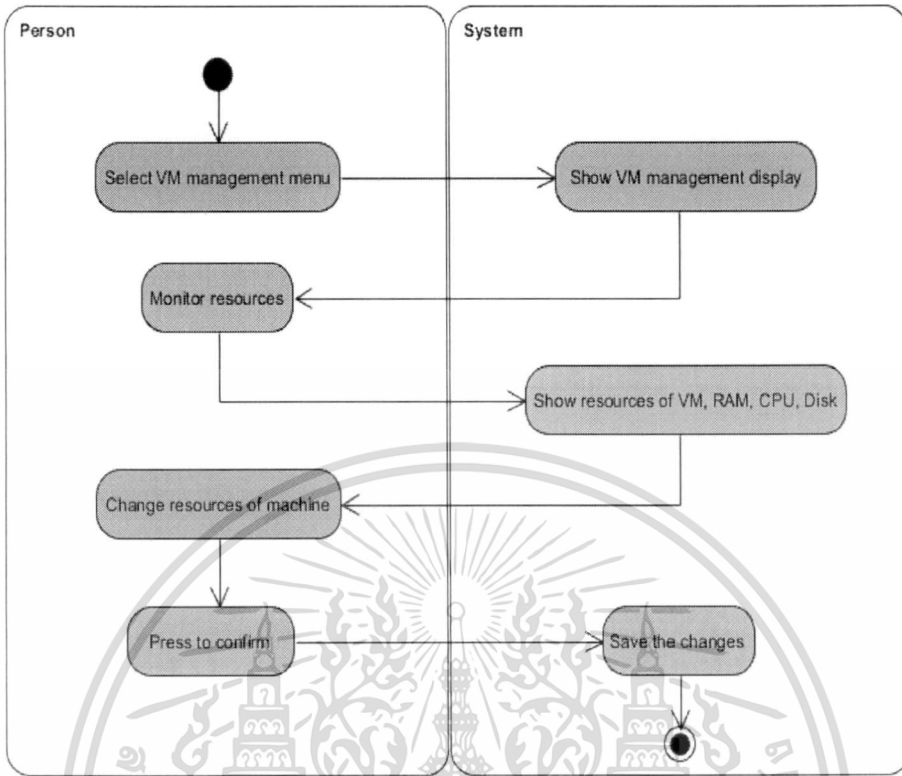 Person
System
Select VM management menu
Show VM management display
Monitor resources
Show resources of VM, RAM, CPU, Disk
Change resources of machine
Press to confirm
Save the changes